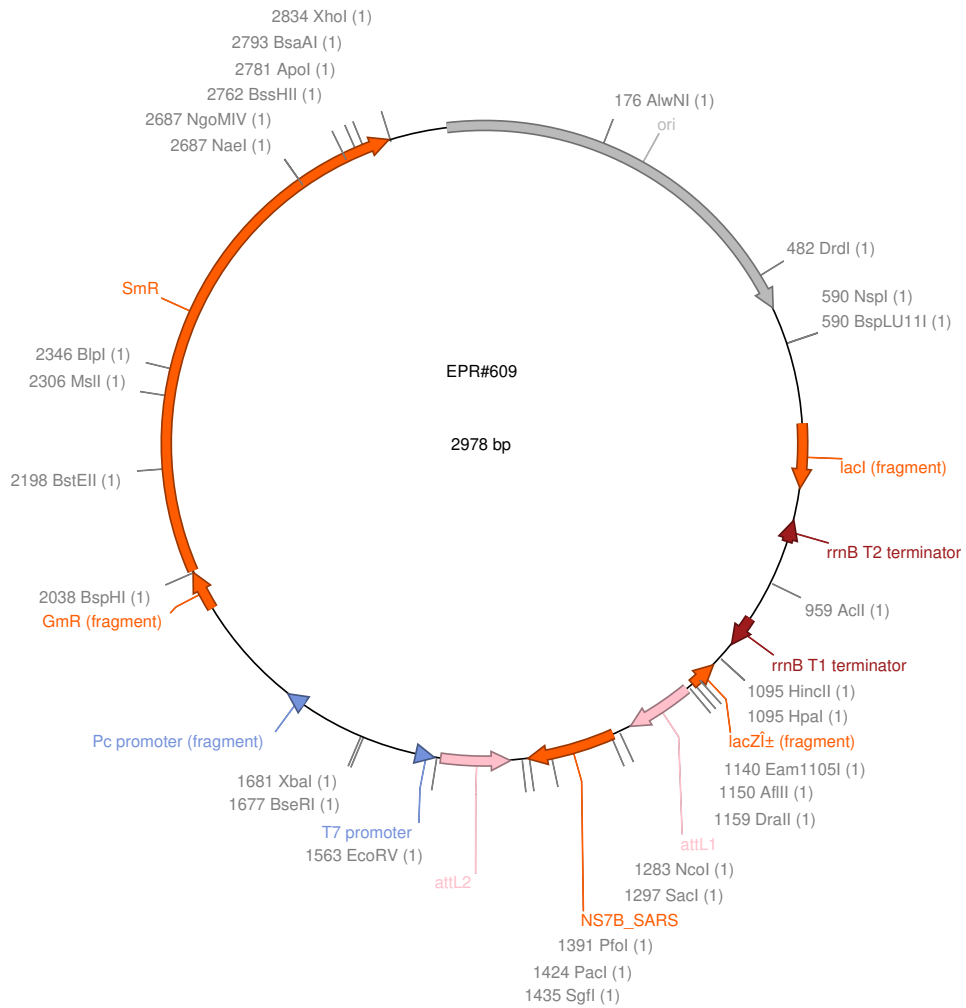 2834 XhoI (1)
2793 BsaAI (1)
2781 ApoI (1)
2762 BssHII (1)
2687 NgoMIV (1)
2687 NaeI (1)
176 AlwNI (1)
ori
482 DrdI (1)
590 NspI (1)
590 BspLU11I (1)
SmR
2346 BlpI (1)
2306 MslI (1)
2198 BstEII (1)
2038 BspHI (1)
GmR (fragment)
EPR#609
2978 bp
lacI (fragment)
rrnB T2 terminator
959 AclI (1)
rrnB T1 terminator
1095 HincII (1)
1095 HpaI (1)
lacZÎ± (fragment)
1140 Eam1105I (1)
1150 AflII (1)
1159 DraII (1)
attL1
1283 NcoI (1)
1297 SacI (1)
NS7B_SARS
1391 PfoI (1)
1424 PacI (1)
1435 SgfI (1)
Pc promoter (fragment)
1681 XbaI (1)
1677 BseRI (1)
T7 promoter
1563 EcoRV (1)
attL2